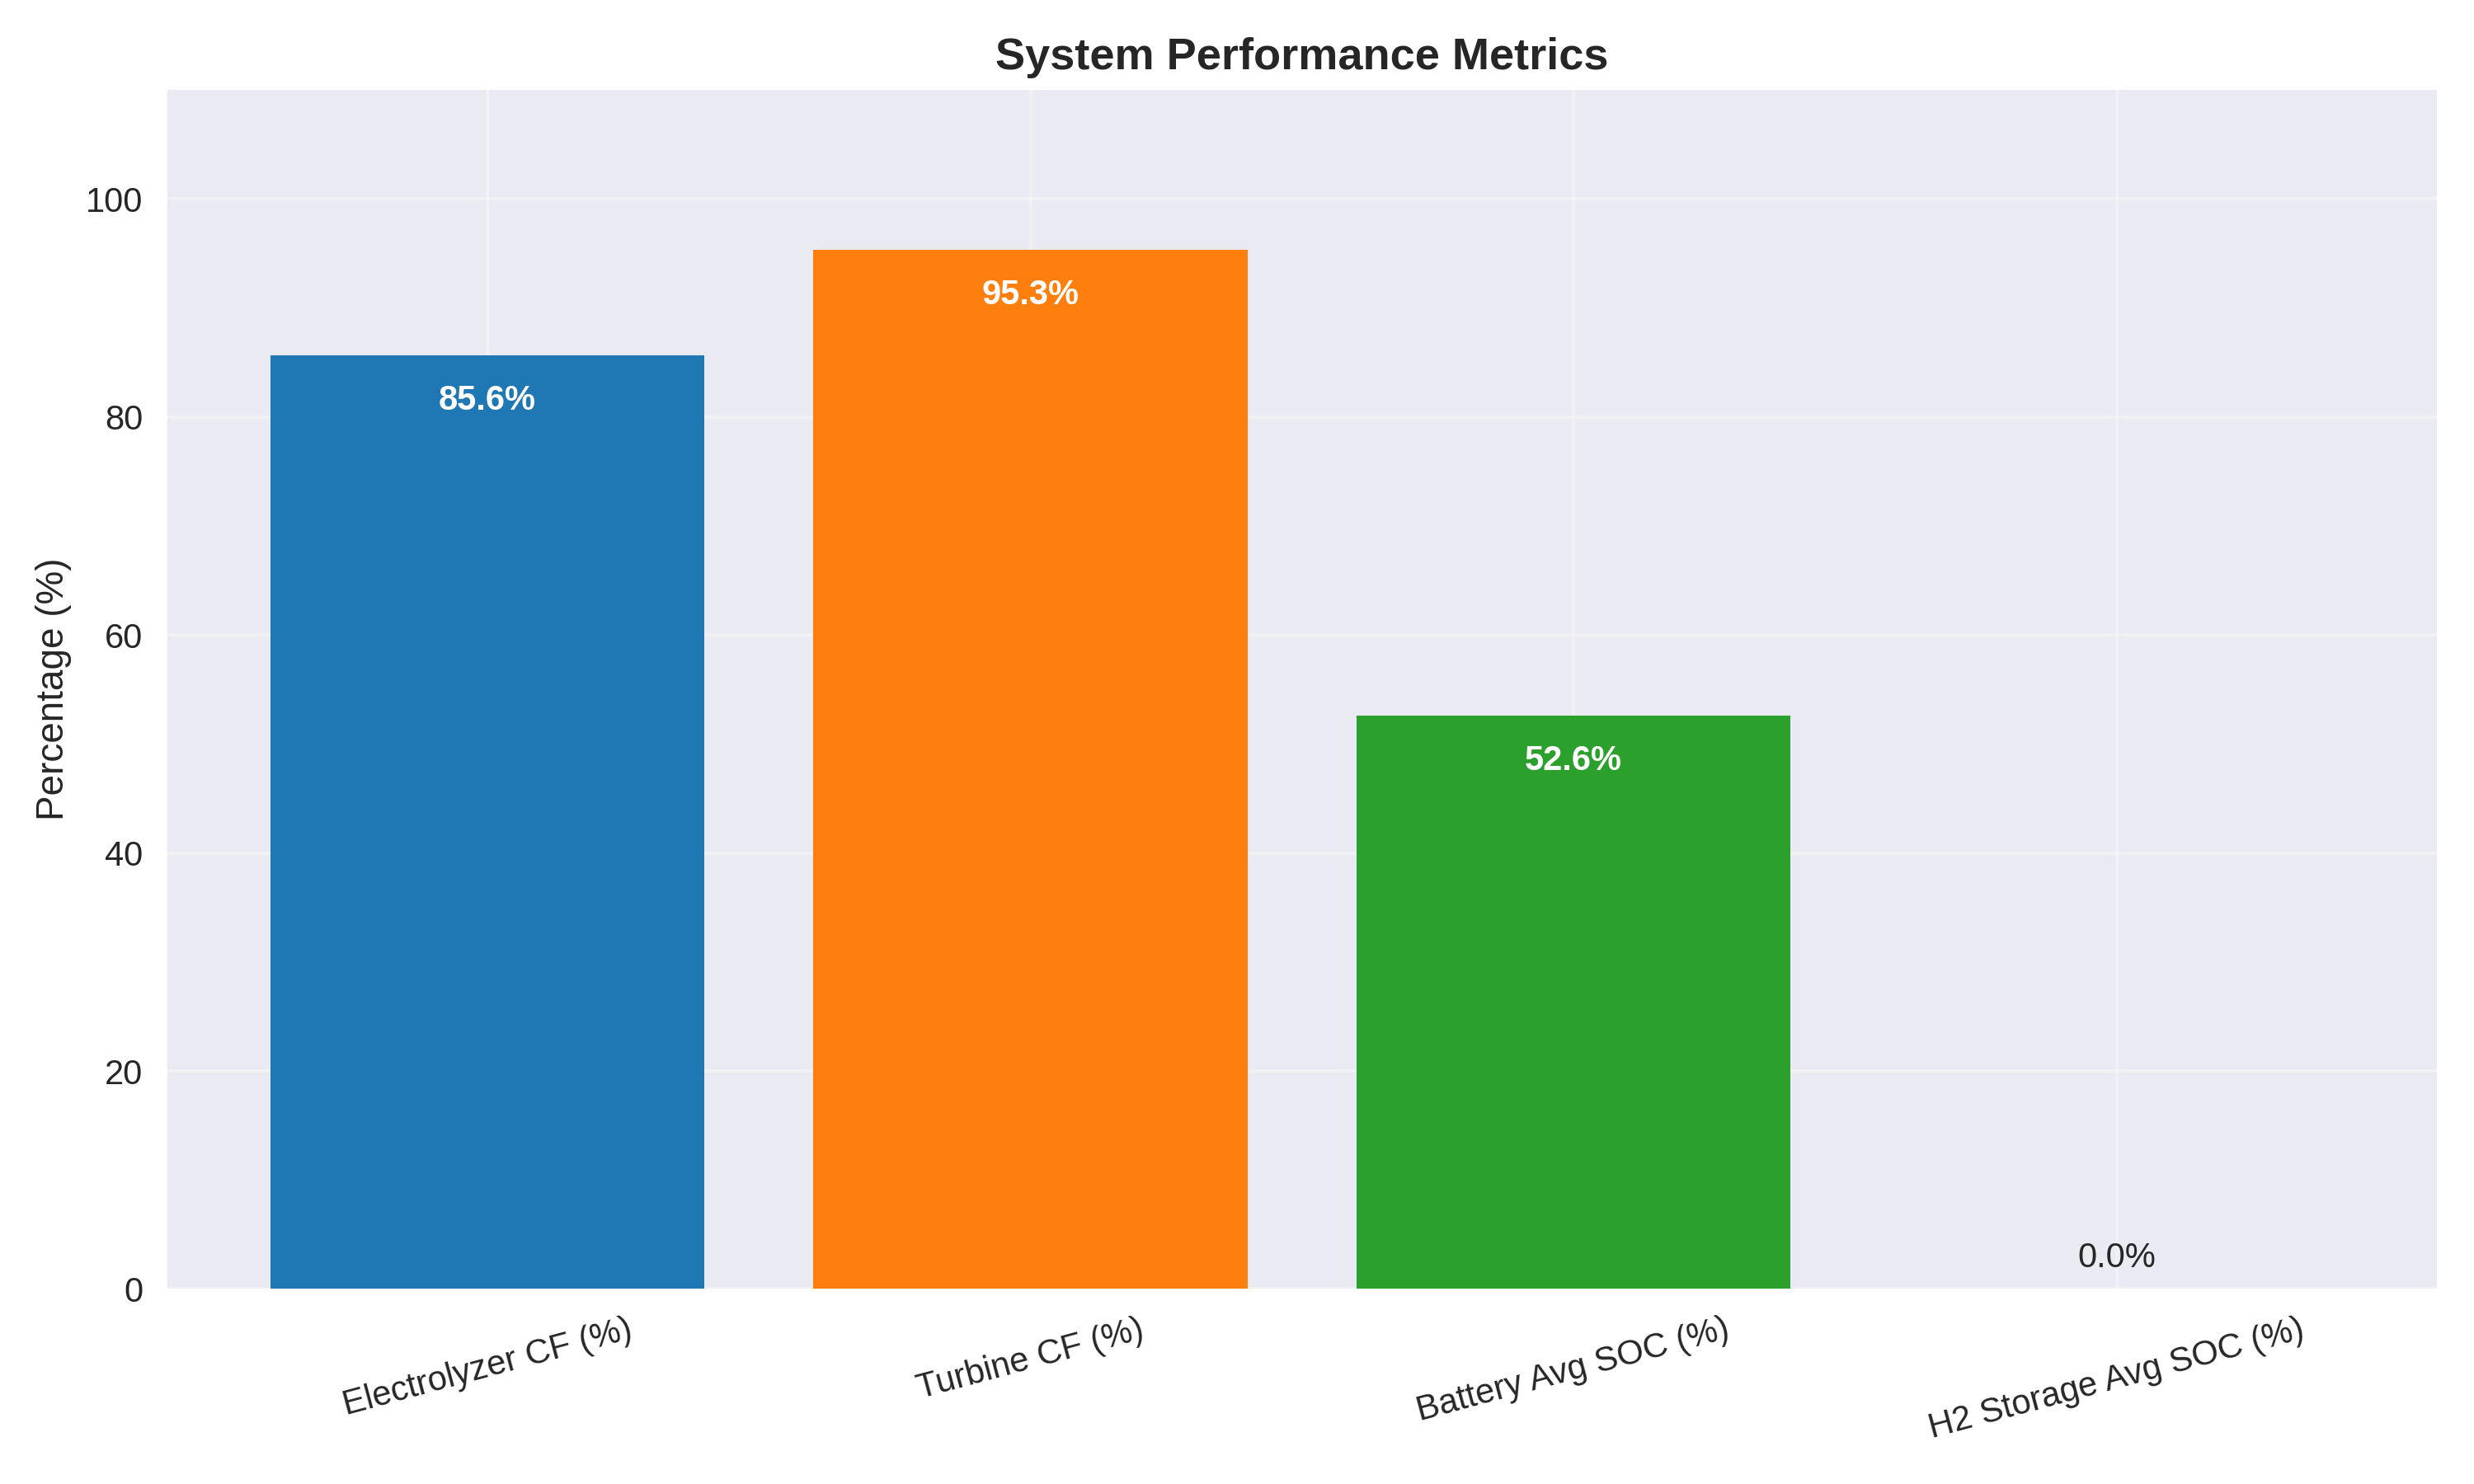 System Performance Metrics
Percentage (%)
100
80
60
40
20
0
85.6%
95.3%
52.6%
0.0%
Electrolyzer CF (%)
Turbine CF (%)
Battery Avg SOC (%)
H2 Storage Avg SOC (%)